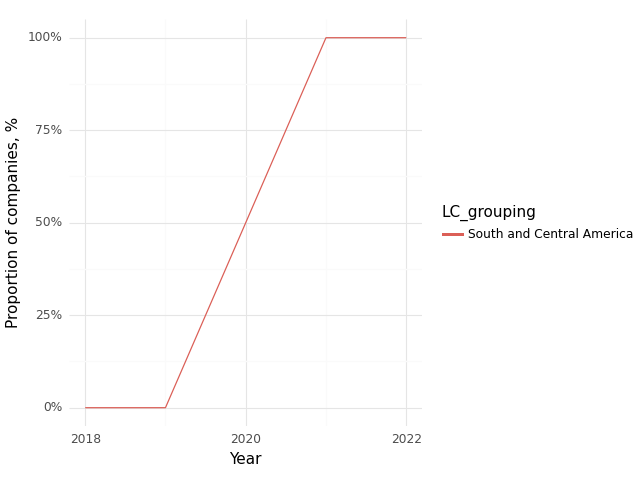 100%
75%
50%
25%
0%
Proportion of companies, %
2018
2020
2022
Year
LC_grouping
South and Central America